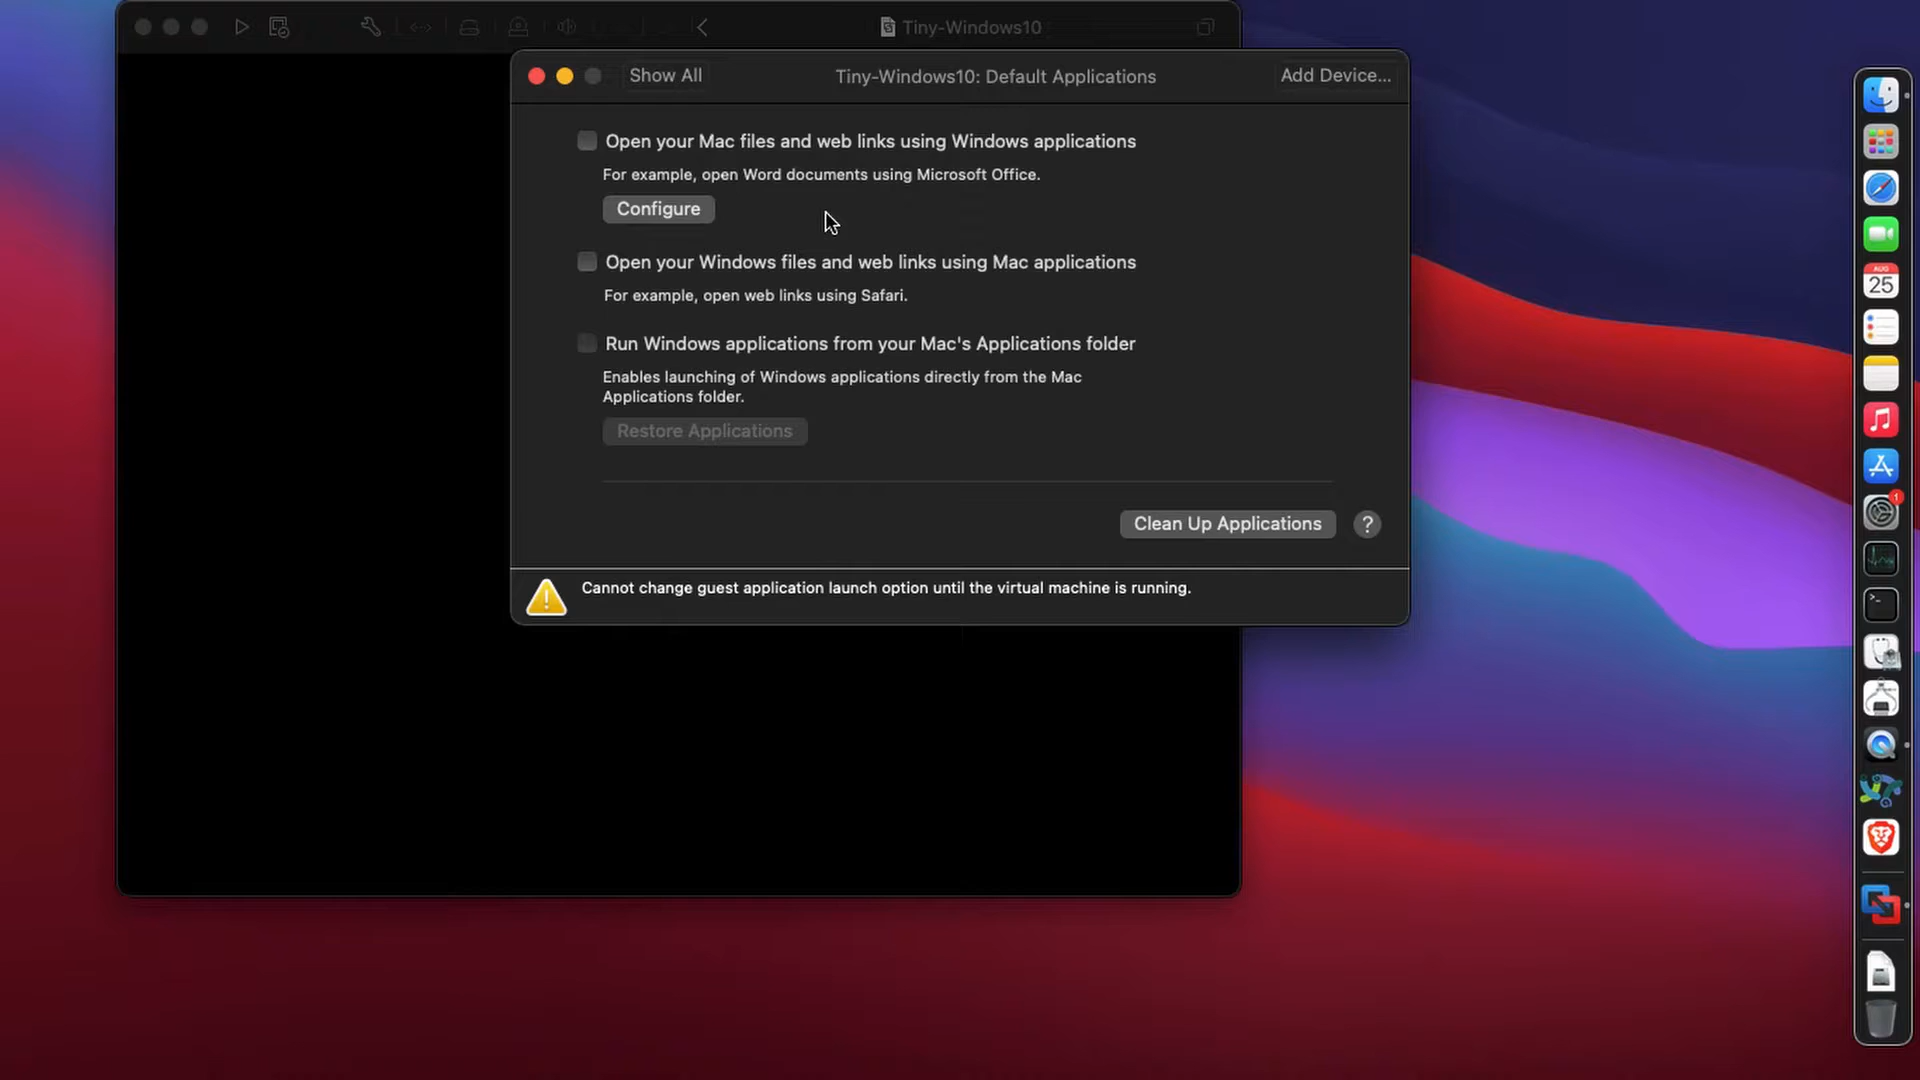 Tiny-Windows10
Show All
Tiny-Windows10: Default Applications
Add Device...
Open your Mac files and web links using Windows applications
For example, open Word documents using Microsoft Office.
Configure
Open your Windows files and web links using Mac applications
For example, open web links using Safari.
Run Windows applications from your Mac's Applications folder
Enables launching of Windows applications directly from the Mac
Applications folder.
Restore Applications
Clean Up Applications
?
Cannot change guest application launch option until the virtual machine is running.
AUG
25
1